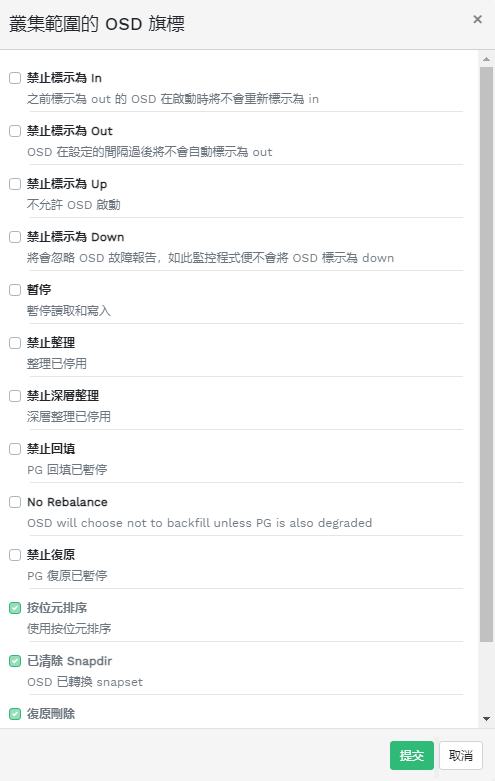 叢集範圍的 OSD 旗標
×
禁止標示為 In
之前標示為 out 的 OSD 在啟動時將不會重新標示為 in
禁止標示為 Out
OSD 在設定的間隔過後將不會自動標示為 out
禁止標示為 Up
不允許 OSD 啟動
禁止標示為 Down
將會忽略 OSD 故障報告，如此監控程式便不會將 OSD 標示為 down
暫停
暫停讀取和寫入
禁止整理
整理已停用
禁止深層整理
深層整理已停用
禁止回填
PG 回填已暫停
No Rebalance
OSD will choose not to backfill unless PG is also degraded
禁止復原
PG 復原已暫停
按位元排序
使用按位元排序
已清除 Snapdir
OSD 已轉換 snapset
復原刪除
提交
取消